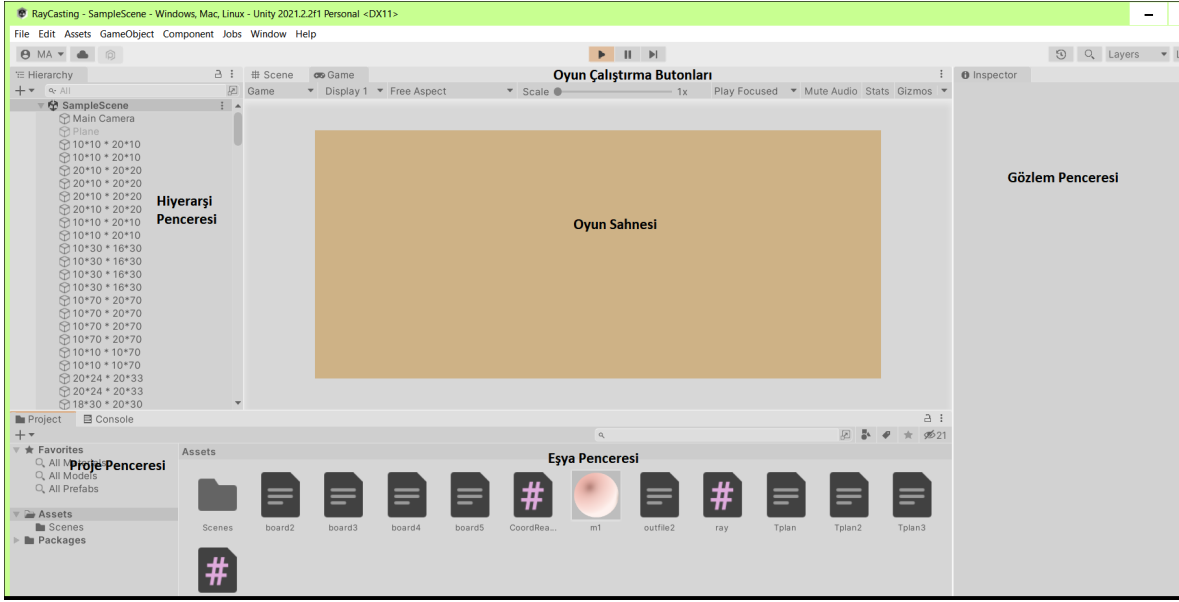 RayCasting - SampleScene - Windows, Mac, Linux - Unity 2021.2.2f1 Personal <DX11>
File Edit Assets GameObject Component Jobs Window Help
MA
Layers
Hierarchy
Scene
Game
Oyun Çalıştırma Butonları
Inspector
All
Game
Display 1
Free Aspect
Scale
1x
Play Focused
Mute Audio
Stats
Gizmos
SampleScene
Main Camera
Plane
10*10 * 20*10
10*10 * 20*10
20*10 * 20*20
20*10 * 20*20
20*10 * 20*20
20*10 * 20*20
10*10 * 20*10
10*10 * 20*10
10*30 * 16*30
10*30 * 16*30
10*30 * 16*30
10*30 * 16*30
10*70 * 20*70
10*70 * 20*70
10*70 * 20*70
10*70 * 20*70
10*10 * 10*70
10*10 * 10*70
20*24 * 20*33
20*24 * 20*33
18*30 * 20*30
Hiyerarşi
Penceresi
Oyun Sahnesi
Gözlem Penceresi
Project
Console
21
Favorites
All Materials
All Models
All Prefabs
Proje Penceresi
Assets
Scenes
Packages
Assets
Eşya Penceresi
Scenes
board2
board3
board4
board5
CoordRea...
m1
outfile2
ray
Tplan
Tplan2
Tplan3